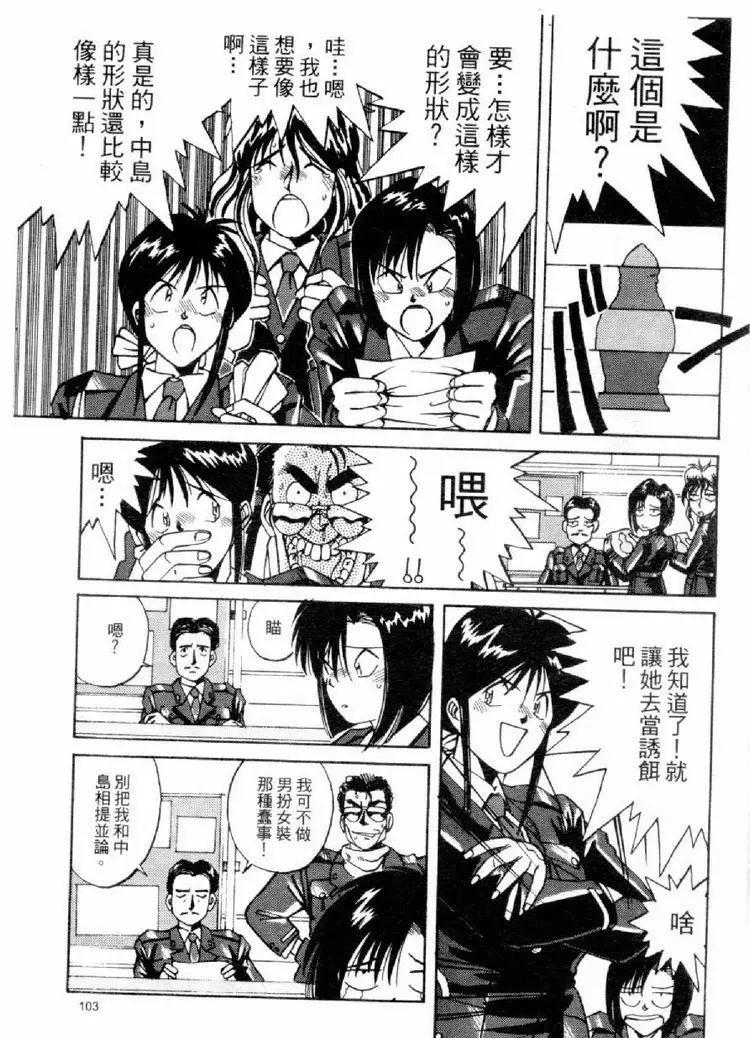 這個是
什麼啊？
要…怎樣才
會變成這樣
的形狀？
哇…嗯
，我也
想要像
這樣子
啊…
真是的，中島
的形狀還比較
像樣一點！
喂
～～!!
嗯…
我知道了！就
讓她去當誘餌
吧！
啥
瞄
嗯？
我可不做
男扮女裝
那種蠢事！
別把我和中
島相提並論。
103